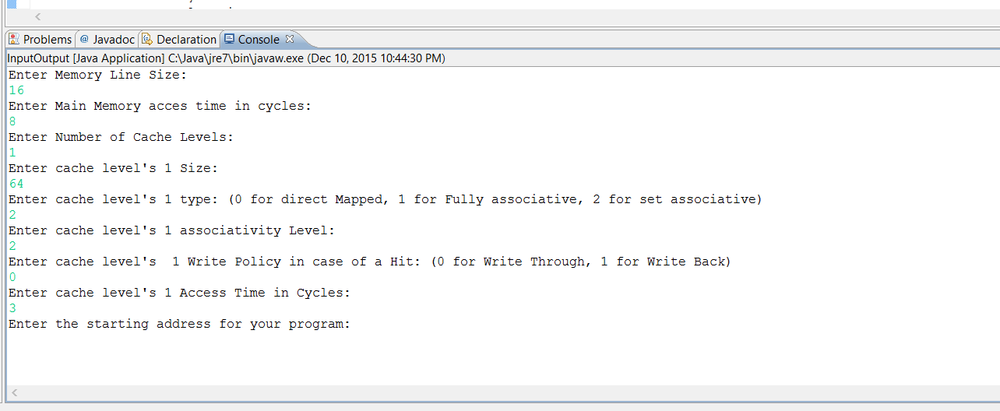 Problems @ Javadoc Declaration Console
InputOutput [Java Application] C:\Java\jre7\bin\javaw.exe (Dec 10, 2015 10:44:30 PM)
Enter Memory Line Size:
16
Enter Main Memory acces time in cycles:
8
Enter Number of Cache Levels:
1
Enter cache level's 1 Size:
64
Enter cache level's 1 type: (0 for direct Mapped, 1 for Fully associative, 2 for set associative)
2
Enter cache level's 1 associativity Level:
2
Enter cache level's  1 Write Policy in case of a Hit: (0 for Write Through, 1 for Write Back)
0
Enter cache level's 1 Access Time in Cycles:
3
Enter the starting address for your program: